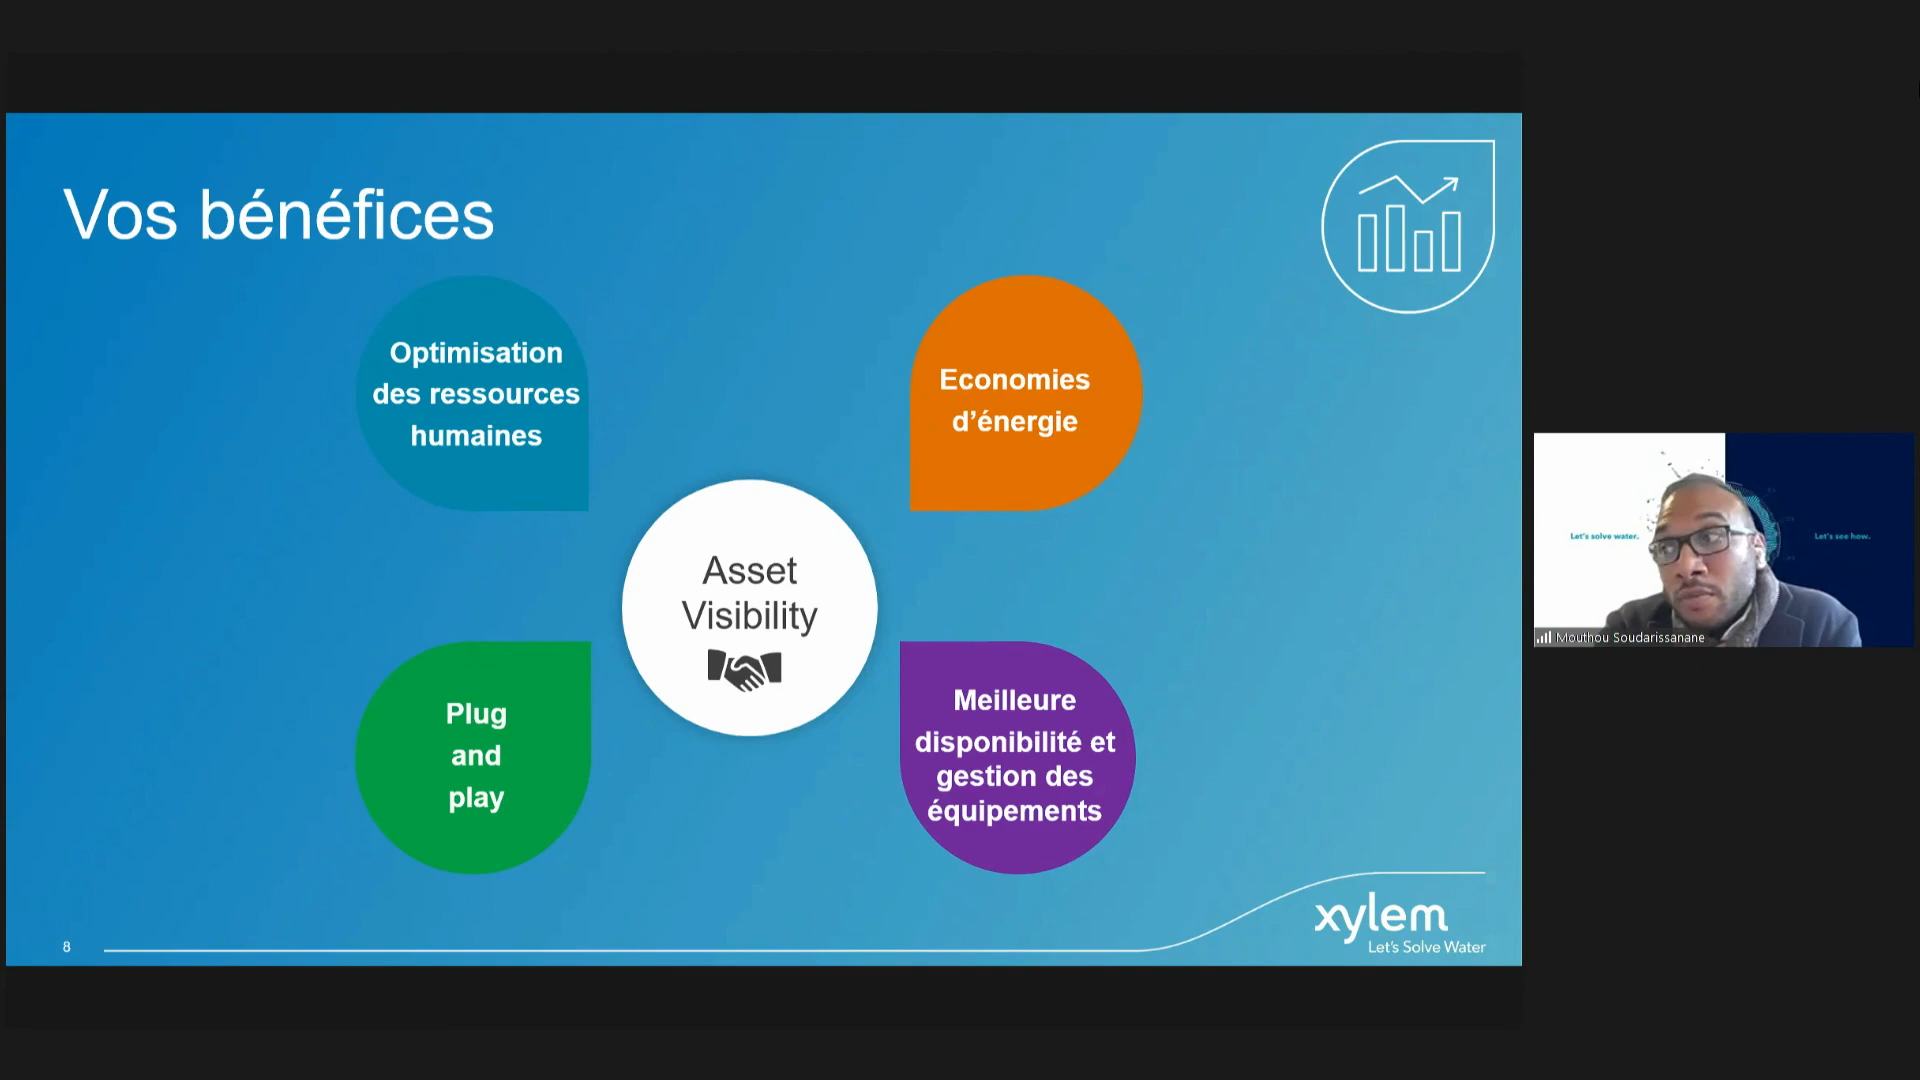 Vos bénéfices
Optimisation
des ressources
humaines
Economies
d’énergie
Asset
Visibility
Plug
and
play
Meilleure
disponibilité et
gestion des
équipements
8
xylem
Let's Solve Water
Let's solve water.
Let's see how.
Mouthou Soudarissanane